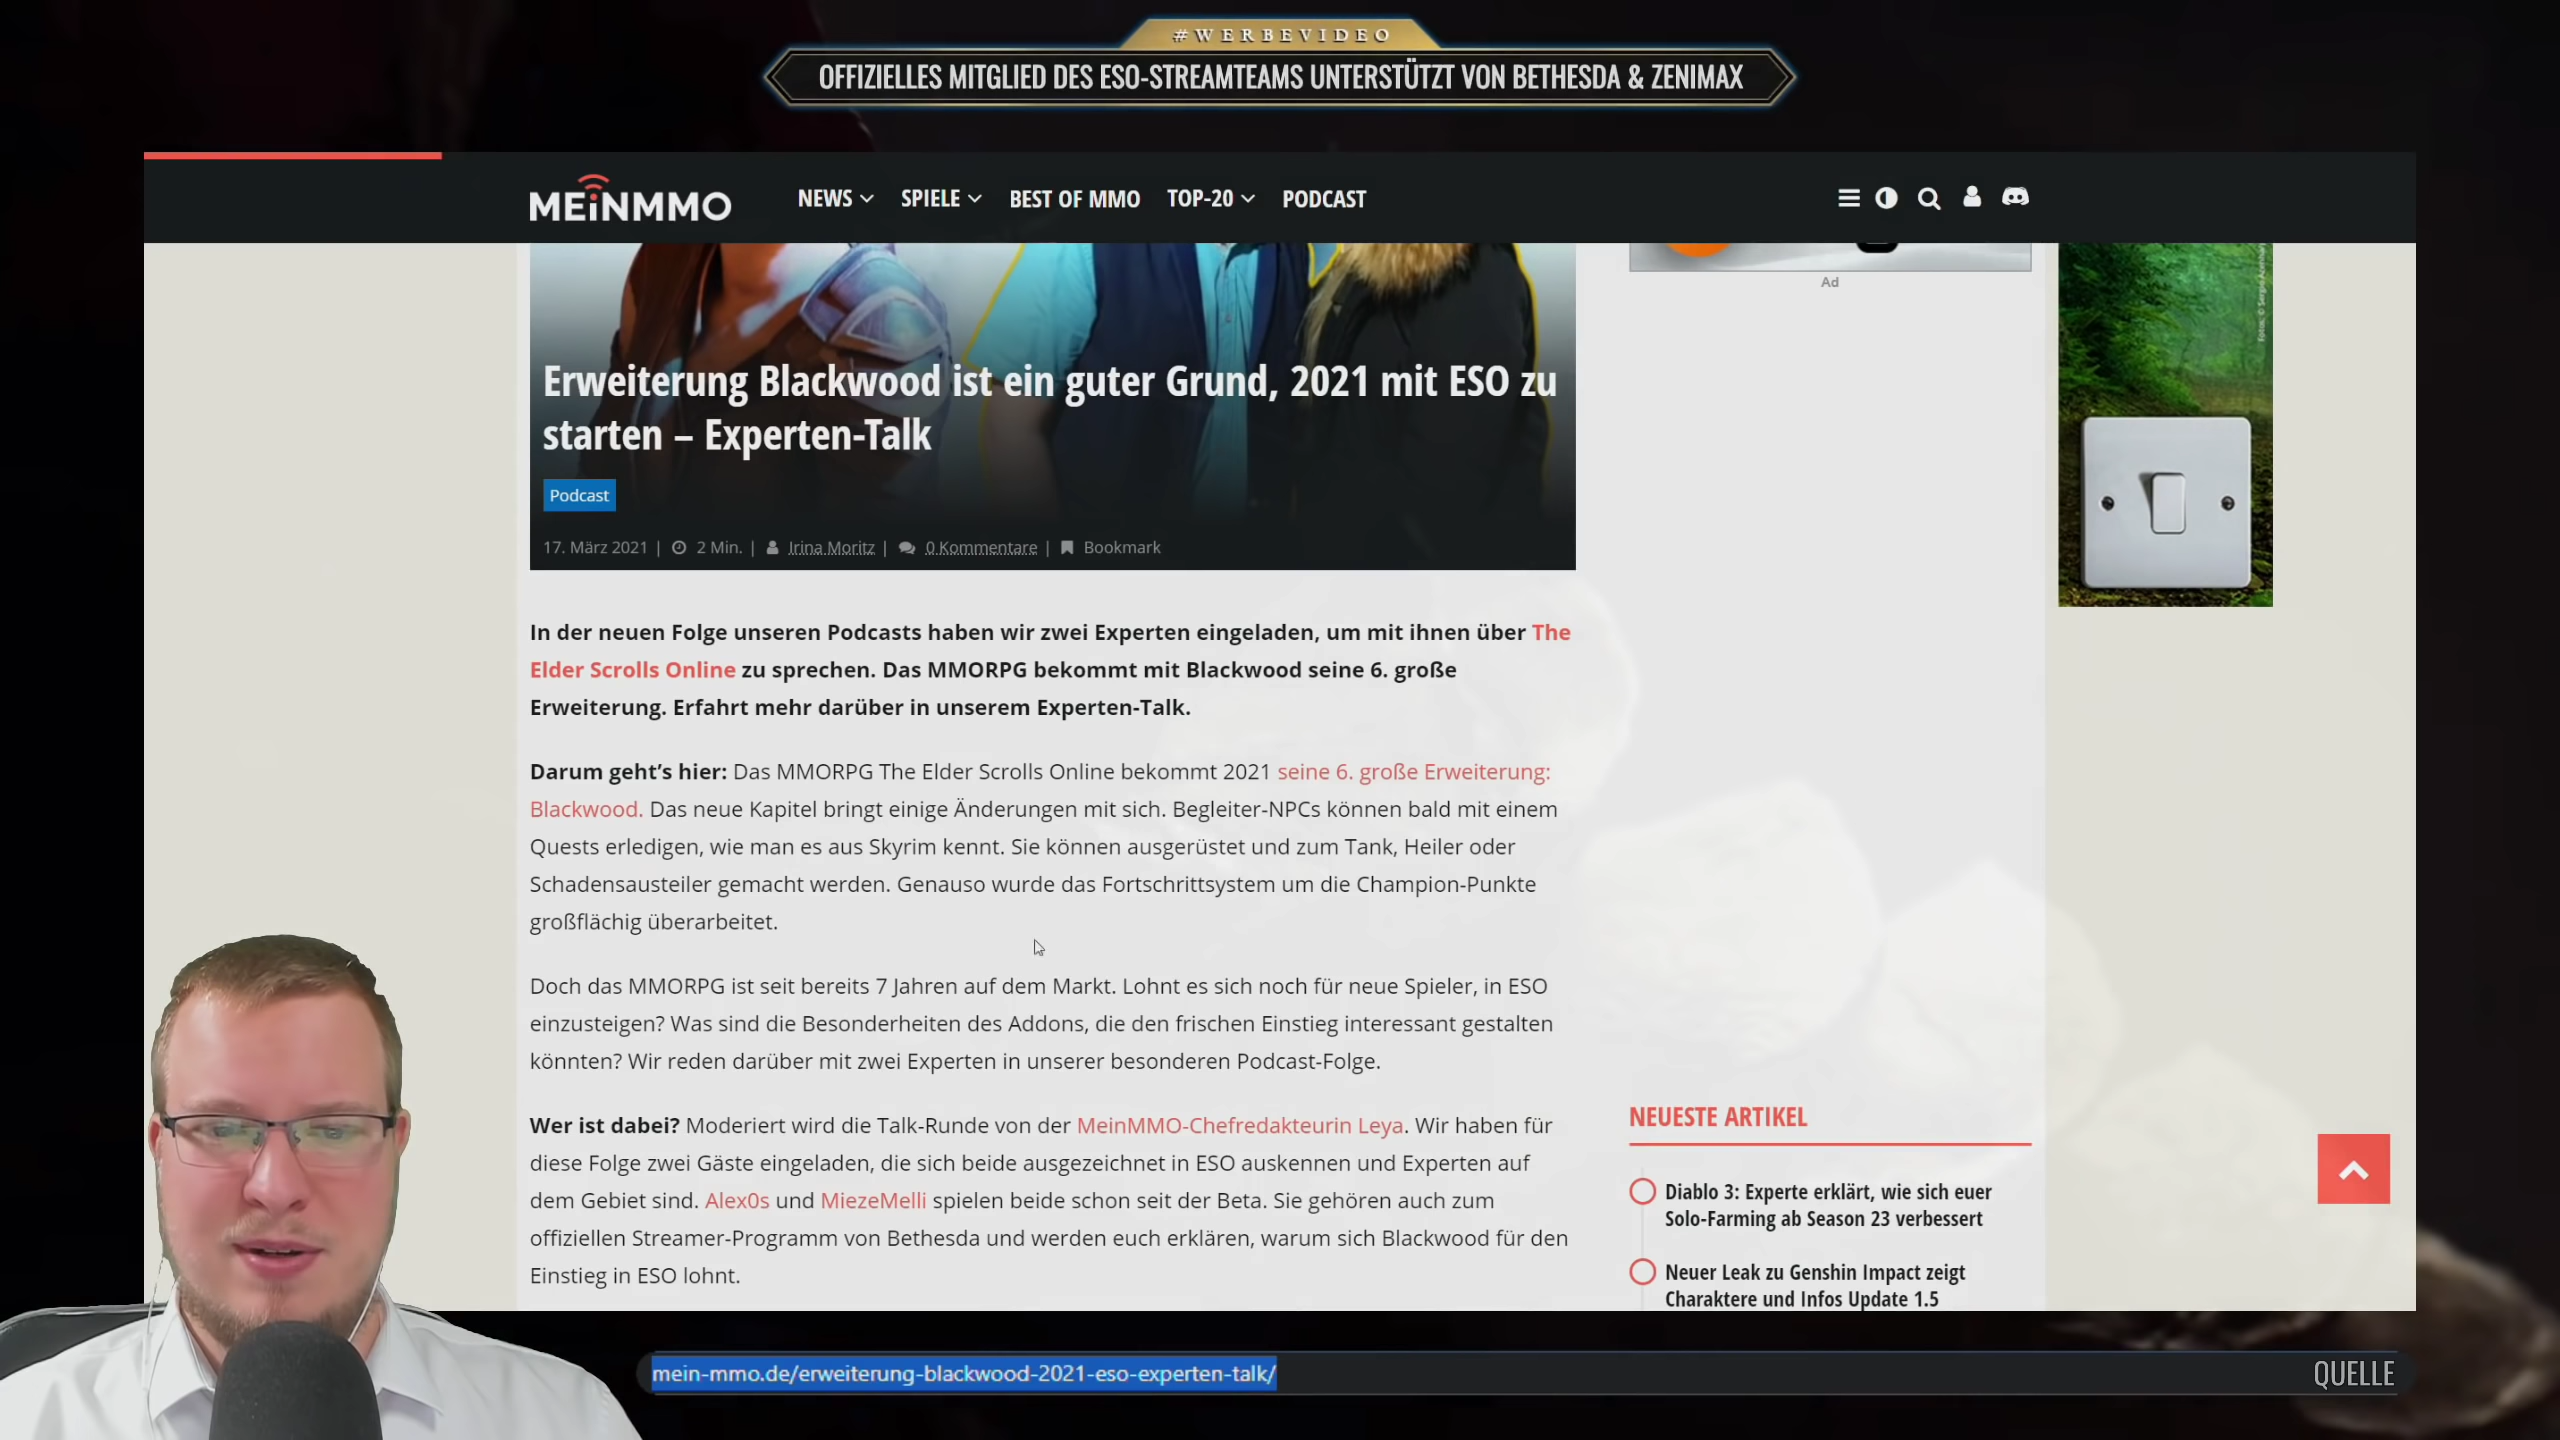 #WERBEVIDEO
OFFIZIELLES MITGLIED DES ESO-STREAMTEAMS UNTERSTÜTZT VON BETHESDA & ZENIMAX
MEiNMMO
NEWS SPIELE BEST OF MMO TOP-20 PODCAST
Ad
Erweiterung Blackwood ist ein guter Grund, 2021 mit ESO zu
starten – Experten-Talk
Podcast
17. März 2021 | 2 Min. | Irina Moritz | 0 Kommentare | Bookmark
In der neuen Folge unseren Podcasts haben wir zwei Experten eingeladen, um mit ihnen über The
Elder Scrolls Online zu sprechen. Das MMORPG bekommt mit Blackwood seine 6. große
Erweiterung. Erfahrt mehr darüber in unserem Experten-Talk.
Darum geht’s hier: Das MMORPG The Elder Scrolls Online bekommt 2021 seine 6. große Erweiterung:
Blackwood. Das neue Kapitel bringt einige Änderungen mit sich. Begleiter-NPCs können bald mit einem
Quests erledigen, wie man es aus Skyrim kennt. Sie können ausgerüstet und zum Tank, Heiler oder
Schadensausteiler gemacht werden. Genauso wurde das Fortschrittsystem um die Champion-Punkte
großflächig überarbeitet.
Doch das MMORPG ist seit bereits 7 Jahren auf dem Markt. Lohnt es sich noch für neue Spieler, in ESO
einzusteigen? Was sind die Besonderheiten des Addons, die den frischen Einstieg interessant gestalten
könnten? Wir reden darüber mit zwei Experten in unserer besonderen Podcast-Folge.
Wer ist dabei? Moderiert wird die Talk-Runde von der MeinMMO-Chefredakteurin Leya. Wir haben für
diese Folge zwei Gäste eingeladen, die sich beide ausgezeichnet in ESO auskennen und Experten auf
dem Gebiet sind. Alex0s und MiezeMelli spielen beide schon seit der Beta. Sie gehören auch zum
offiziellen Streamer-Programm von Bethesda und werden euch erklären, warum sich Blackwood für den
Einstieg in ESO lohnt.
NEUESTE ARTIKEL
Diablo 3: Experte erklärt, wie sich euer
Solo-Farming ab Season 23 verbessert
Neuer Leak zu Genshin Impact zeigt
Charaktere und Infos Update 1.5
mein-mmo.de/erweiterung-blackwood-2021-eso-experten-talk/
QUELLE